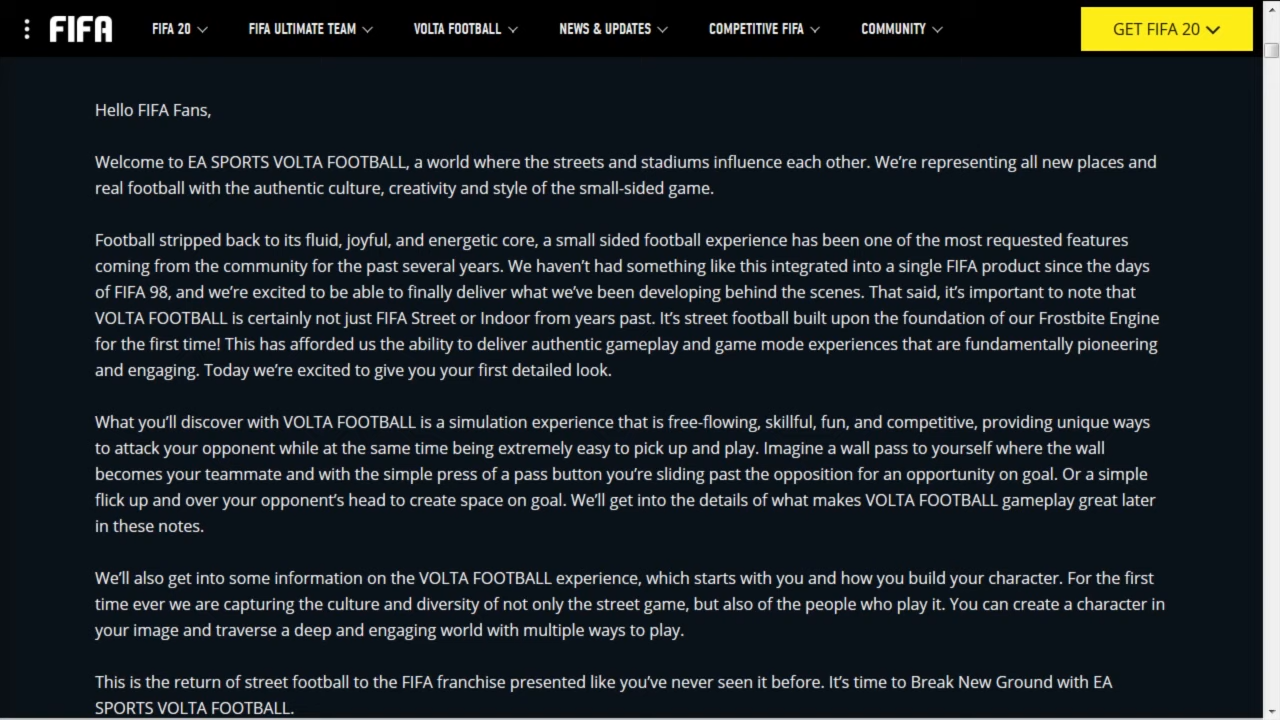 FIFA
FIFA 20
FIFA ULTIMATE TEAM
VOLTA FOOTBALL
NEWS & UPDATES
COMPETITIVE FIFA
COMMUNITY
GET FIFA 20
Hello FIFA Fans,
Welcome to EA SPORTS VOLTA FOOTBALL, a world where the streets and stadiums influence each other. We’re representing all new places and
real football with the authentic culture, creativity and style of the small-sided game.
Football stripped back to its fluid, joyful, and energetic core, a small sided football experience has been one of the most requested features
coming from the community for the past several years. We haven’t had something like this integrated into a single FIFA product since the days
of FIFA 98, and we’re excited to be able to finally deliver what we’ve been developing behind the scenes. That said, it’s important to note that
VOLTA FOOTBALL is certainly not just FIFA Street or Indoor from years past. It’s street football built upon the foundation of our Frostbite Engine
for the first time! This has afforded us the ability to deliver authentic gameplay and game mode experiences that are fundamentally pioneering
and engaging. Today we’re excited to give you your first detailed look.
What you’ll discover with VOLTA FOOTBALL is a simulation experience that is free-flowing, skillful, fun, and competitive, providing unique ways
to attack your opponent while at the same time being extremely easy to pick up and play. Imagine a wall pass to yourself where the wall
becomes your teammate and with the simple press of a pass button you’re sliding past the opposition for an opportunity on goal. Or a simple
flick up and over your opponent’s head to create space on goal. We’ll get into the details of what makes VOLTA FOOTBALL gameplay great later
in these notes.
We’ll also get into some information on the VOLTA FOOTBALL experience, which starts with you and how you build your character. For the first
time ever we are capturing the culture and diversity of not only the street game, but also of the people who play it. You can create a character in
your image and traverse a deep and engaging world with multiple ways to play.
This is the return of street football to the FIFA franchise presented like you’ve never seen it before. It’s time to Break New Ground with EA
SPORTS VOLTA FOOTBALL.